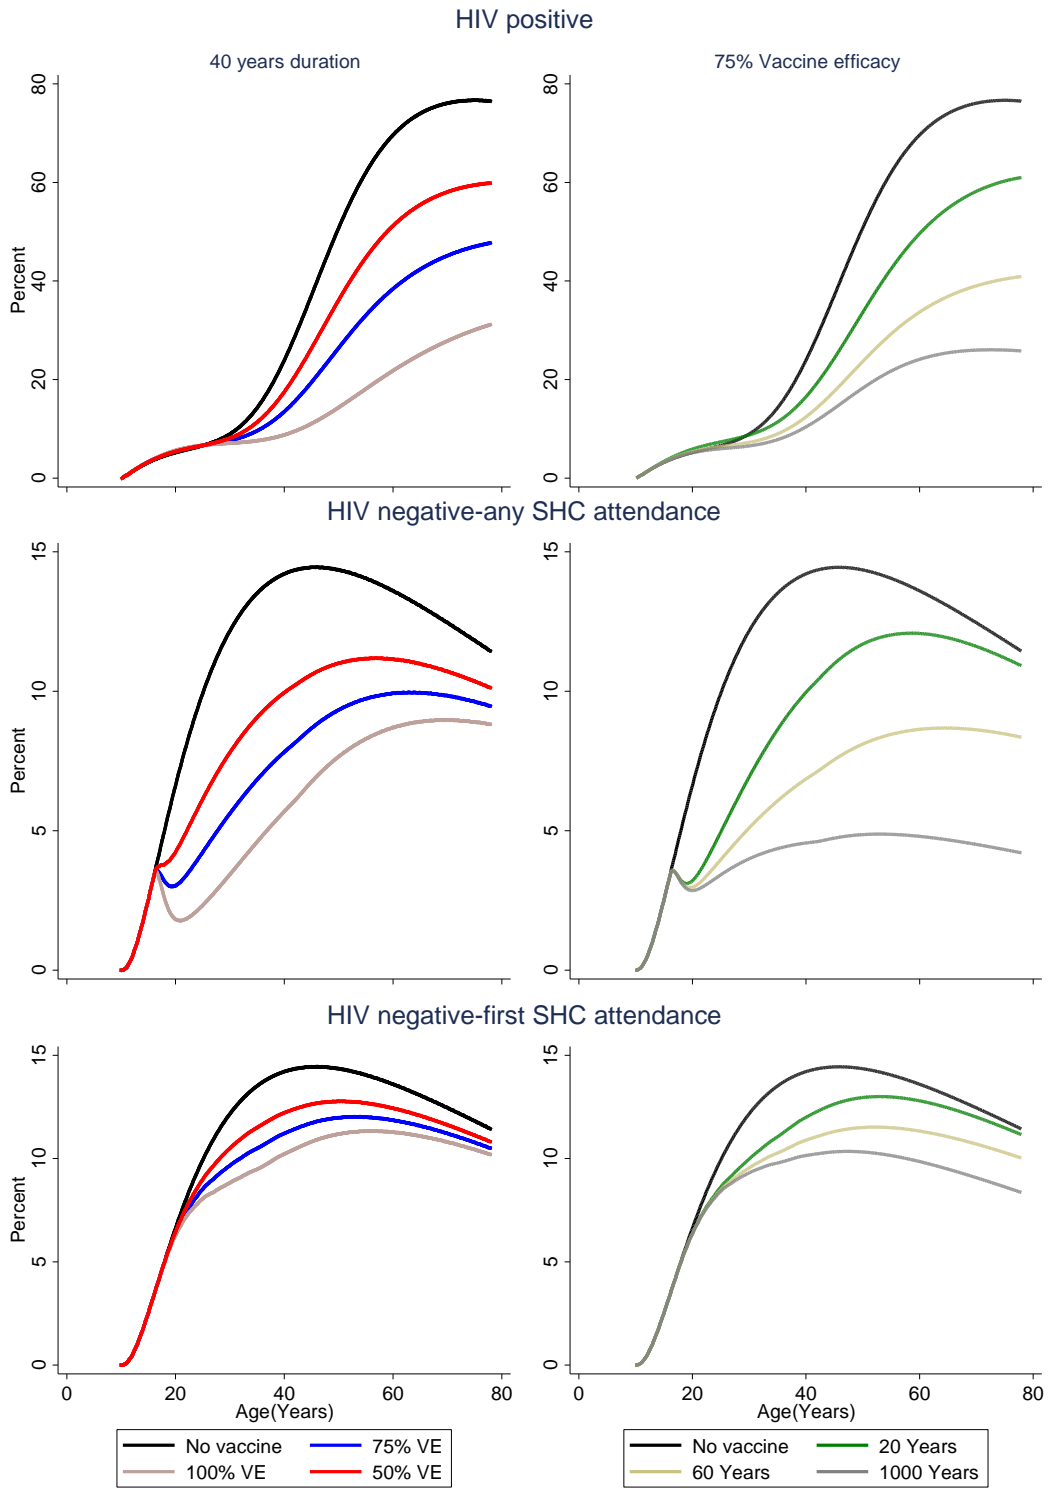 HIV positive
40 years duration
75% Vaccine efficacy
Percent
0
20
40
60
80
0
20
40
60
80
HIV negative-any SHC attendance
Percent
0
5
10
15
0
5
10
15
HIV negative-first SHC attendance
Percent
0
5
10
15
0
5
10
15
0 20 40 60 80
Age(Years)
0 20 40 60 80
Age(Years)
No vaccine 75% VE
100% VE 50% VE
No vaccine 20 Years
60 Years 1000 Years